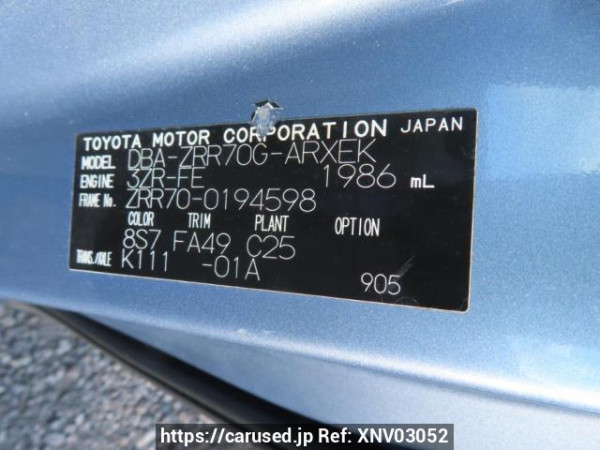 TOYOTA MOTOR CORPORATION JAPAN
MODEL DBA-ZRR70G-ARXEK
ENGINE 3ZR-FE 1986 mL
FRAME No. ZRR70-0194598
COLOR TRIM PLANT OPTION
8S7 FA49 C25
TRANS./AXLE K111 -01A
905
https://carused.jp Ref: XNV03052